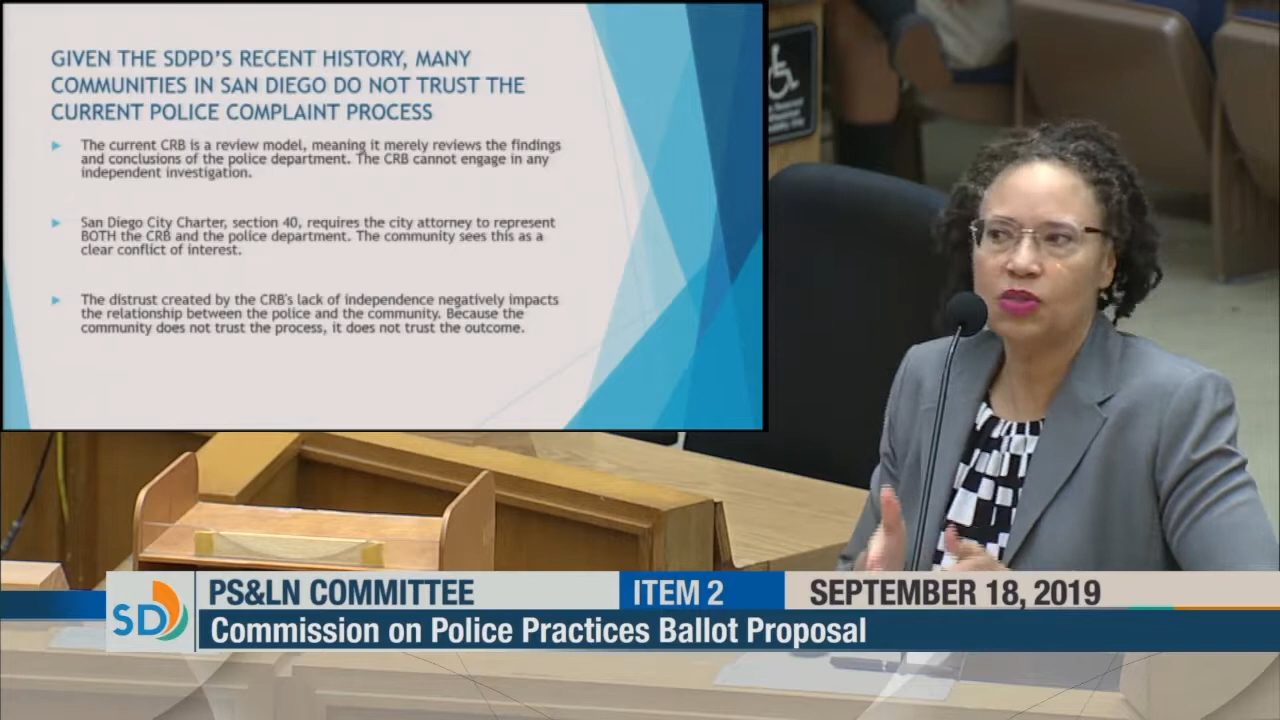 GIVEN THE SDPD'S RECENT HISTORY, MANY
COMMUNITIES IN SAN DIEGO DO NOT TRUST THE
CURRENT POLICE COMPLAINT PROCESS
The current CRB is a review model, meaning it merely reviews the findings
and conclusions of the police department. The CRB cannot engage in any
independent investigation.
San Diego City Charter, section 40, requires the city attorney to represent
BOTH the CRB and the police department. The community sees this as a
clear conflict of interest.
The distrust created by the CRB's lack of independence negatively impacts
the relationship between the police and the community. Because the
community does not trust the process, it does not trust the outcome.
SD
PS&LN COMMITTEE
ITEM 2
SEPTEMBER 18, 2019
Commission on Police Practices Ballot Proposal